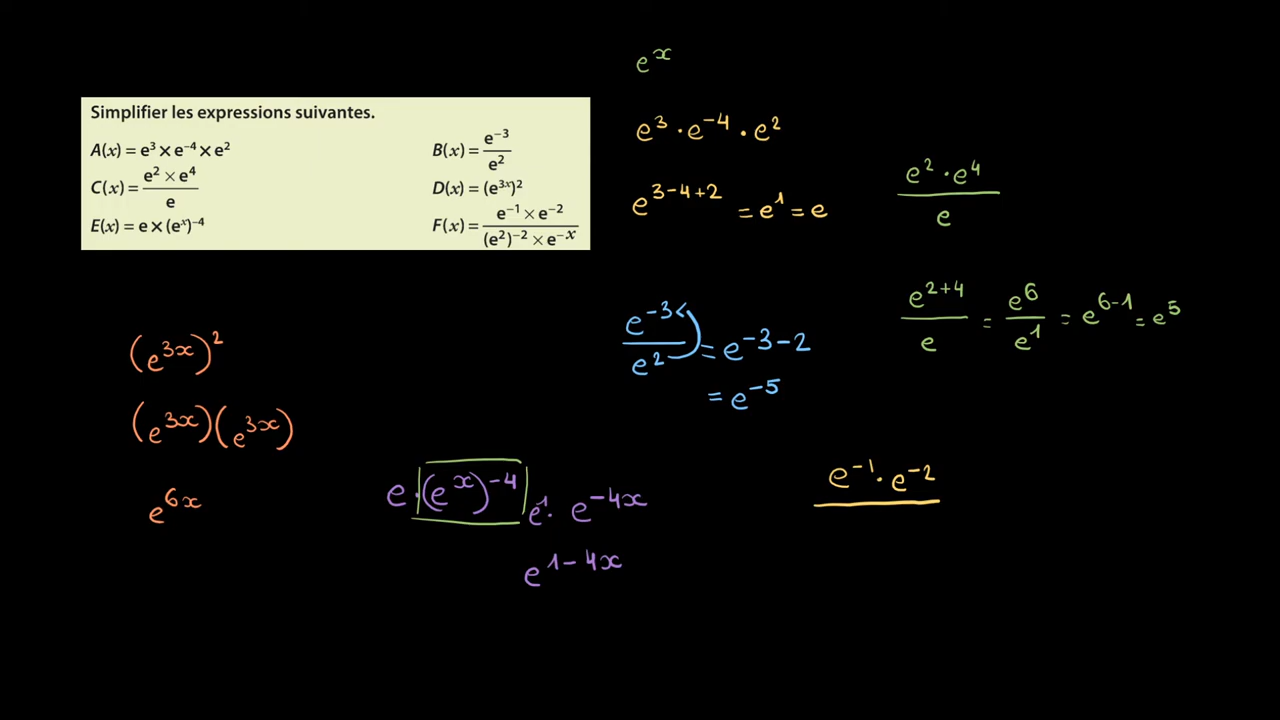 Simplifier les expressions suivantes.
A(x) = e³ × e⁻⁴ × e²
B(x) = e⁻³ / e²
C(x) = (e² × e⁴) / e
D(x) = (e³ˣ)²
E(x) = e × (eˣ)⁻⁴
F(x) = (e⁻¹ × e⁻²) / ((e²)⁻² × e⁻ˣ)
eˣ
e³ · e⁻⁴ · e²
e³⁻⁴⁺² = e¹ = e
(e² · e⁴) / e
e²⁺⁴ / e = e⁶ / e¹ = e⁶⁻¹ = e⁵
e⁻³ / e² = e⁻³⁻²
= e⁻⁵
(e³ˣ)²
(e³ˣ)(e³ˣ)
e⁶ˣ
e · (eˣ)⁻⁴ e¹ · e⁻⁴ˣ
e¹⁻⁴ˣ
e⁻¹ · e⁻²